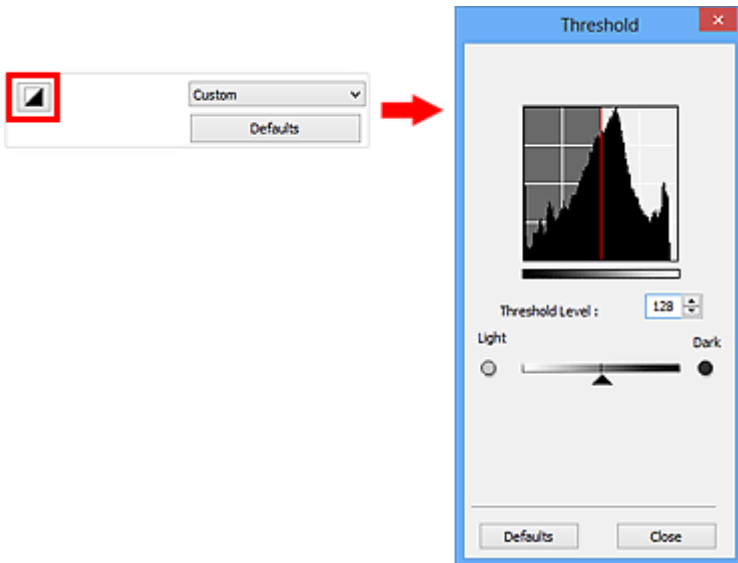 Custom
Defaults
Threshold
Threshold Level :
128
Light
Dark
Defaults
Close